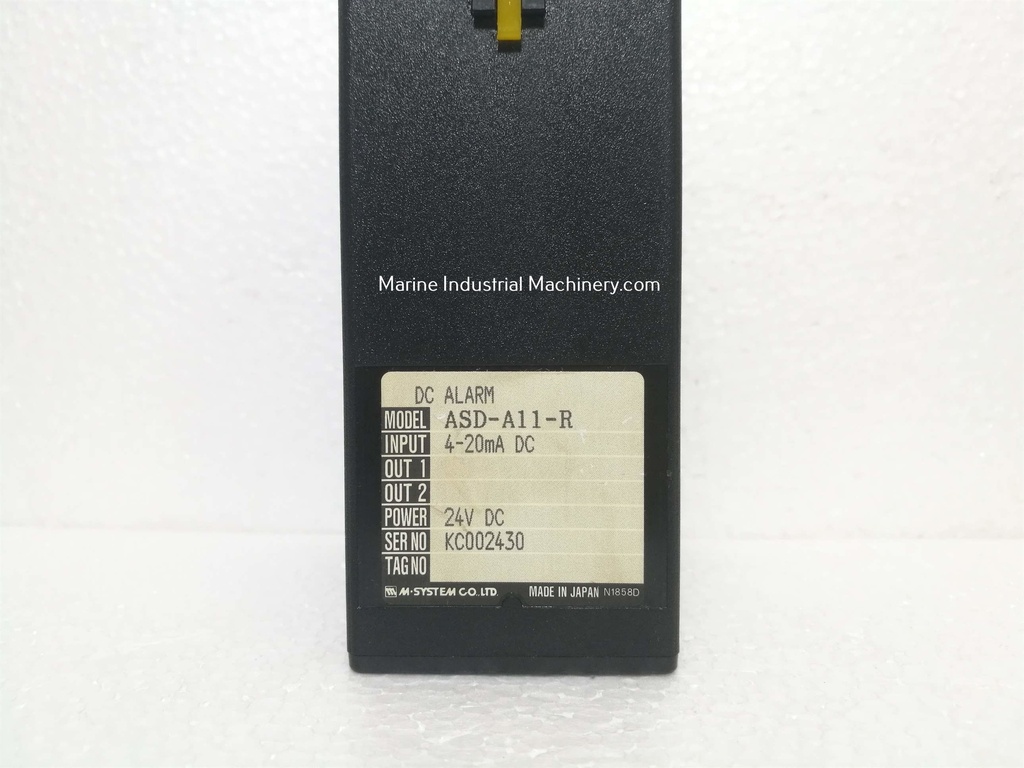 Marine Industrial Machinery.com
DC ALARM
MODEL ASD-A11-R
INPUT 4-20mA DC
OUT 1
OUT 2
POWER 24V DC
SER NO KC002430
TAG NO
M-SYSTEM CO.,LTD. MADE IN JAPAN N1858D